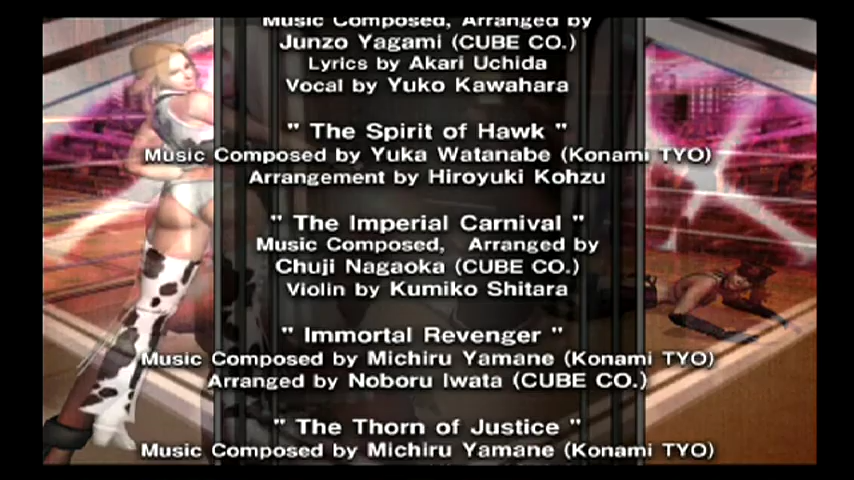 Music Composed, Arranged by
Junzo Yagami (CUBE CO.)
Lyrics by Akari Uchida
Vocal by Yuko Kawahara
" The Spirit of Hawk "
Music Composed by Yuka Watanabe (Konami TYO)
Arrangement by Hiroyuki Kohzu
" The Imperial Carnival "
Music Composed, Arranged by
Chuji Nagaoka (CUBE CO.)
Violin by Kumiko Shitara
" Immortal Revenger "
Music Composed by Michiru Yamane (Konami TYO)
Arranged by Noboru Iwata (CUBE CO.)
" The Thorn of Justice "
Music Composed by Michiru Yamane (Konami TYO)